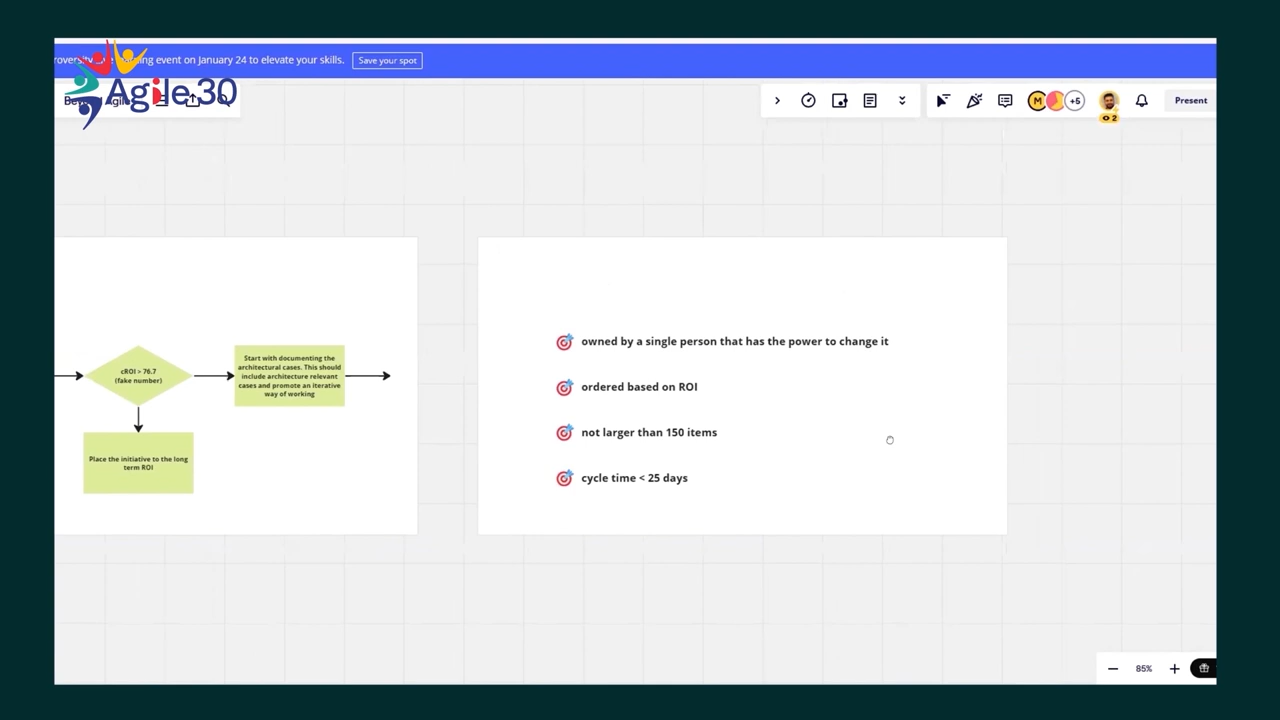 event on January 24 to elevate your skills.
Save your spot
Agile30
M
+5
2
Present
owned by a single person that has the power to change it
ordered based on ROI
not larger than 150 items
cycle time < 25 days
cROI > 76.7
(fake number)
Start with documenting the
architectural cases. This should
include architecture relevant
cases and promote an iterative
way of working
Place the initiative to the long
term ROI
85%